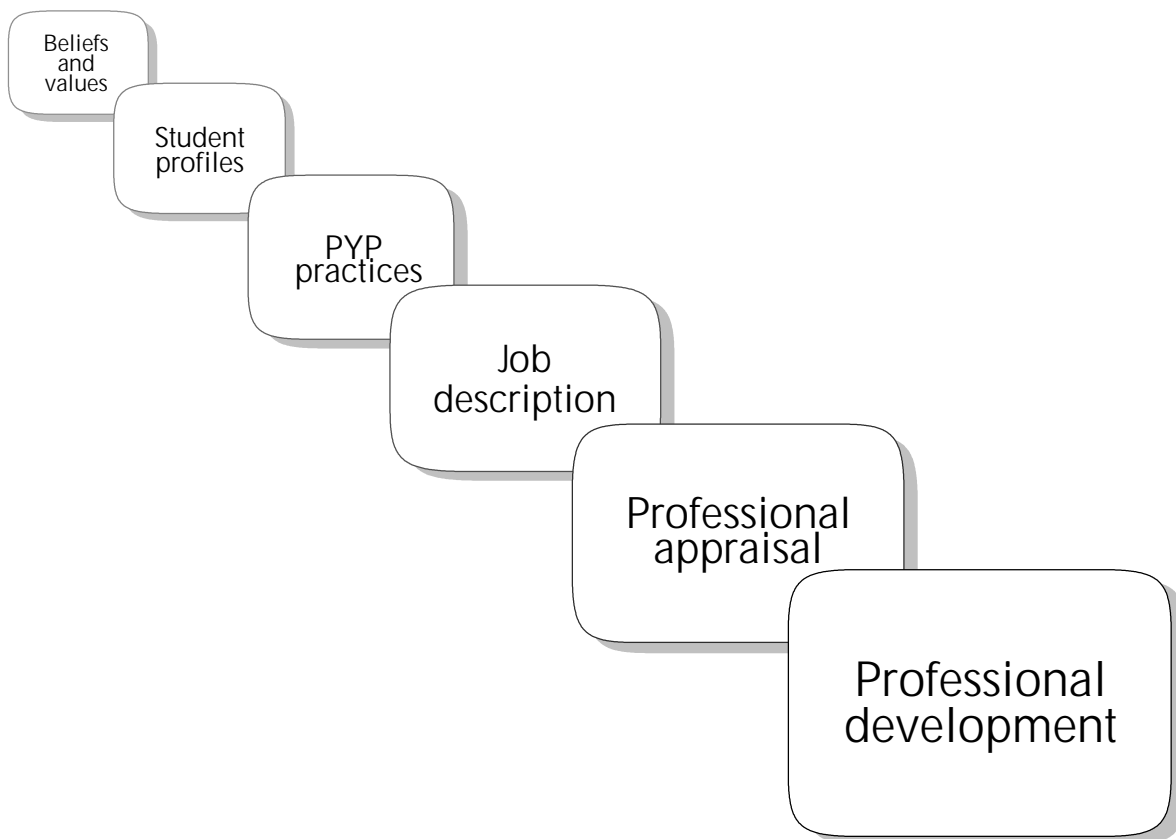 Beliefs
and
values
Student
profiles
PYP
practices
Job
description
Professional
appraisal
Professional
development